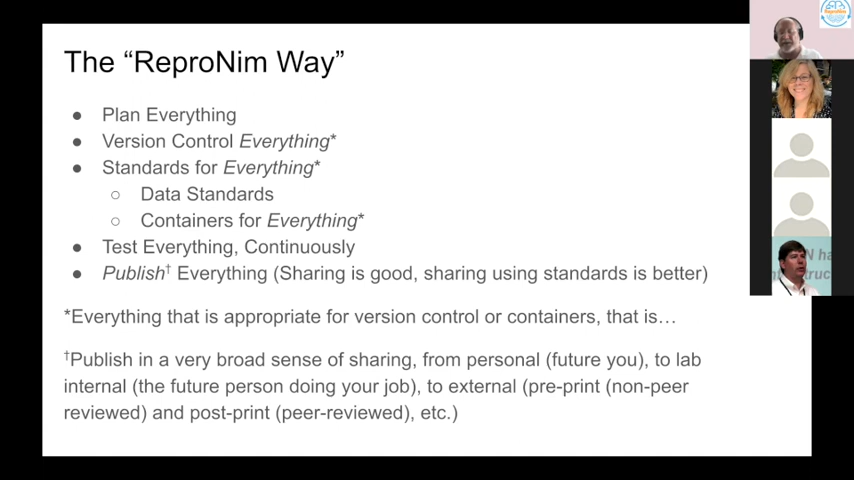 The “ReproNim Way”
● Plan Everything
● Version Control Everything*
● Standards for Everything*
○ Data Standards
○ Containers for Everything*
● Test Everything, Continuously
● Publish† Everything (Sharing is good, sharing using standards is better)
*Everything that is appropriate for version control or containers, that is…
†Publish in a very broad sense of sharing, from personal (future you), to lab
internal (the future person doing your job), to external (pre-print (non-peer
reviewed) and post-print (peer-reviewed), etc.)
ReproNim
N ha
struc